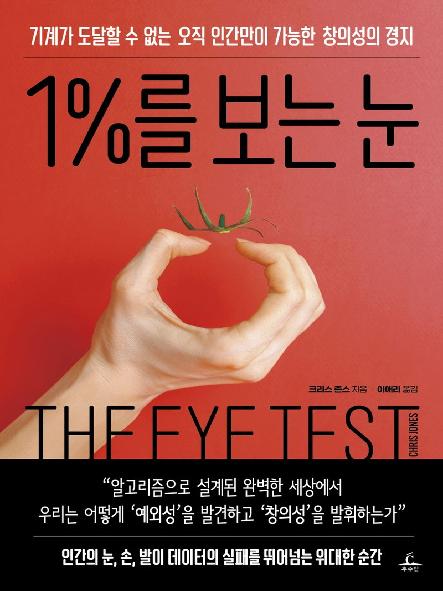 기계가 도달할 수 없는 오직 인간만이 가능한 창의성의 경지
1%를 보는 눈
크리스 존스 지음 이애리 옮김
THE EYE TEST
CHRIS JONES
“알고리즘으로 설계된 완벽한 세상에서
우리는 어떻게 ‘예외성’을 발견하고 ‘창의성’을 발휘하는가”
인간의 눈, 손, 발이 데이터의 실패를 뛰어넘는 위대한 순간
추수밭